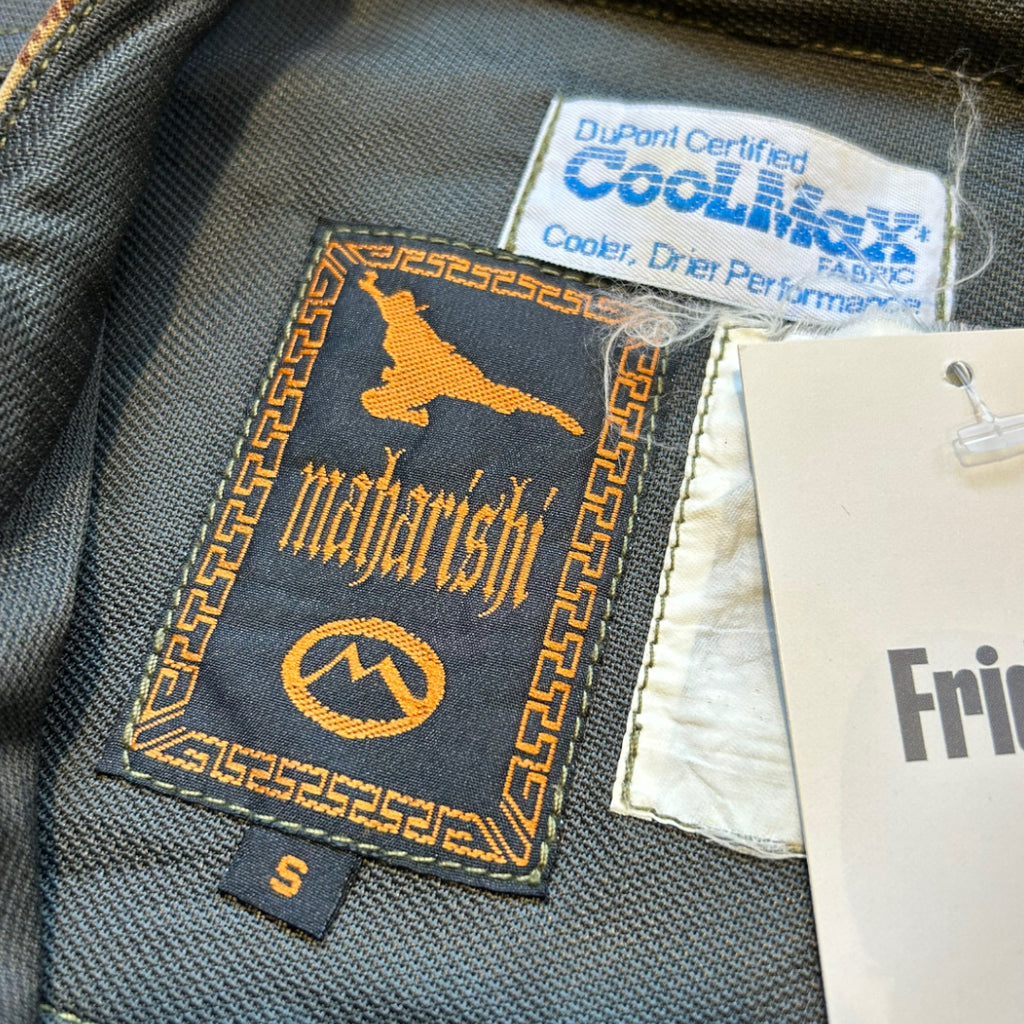 DuPont Certified
CooLMaX*
FABRIC
Cooler, Drier Performance
maharishi
S
Fri